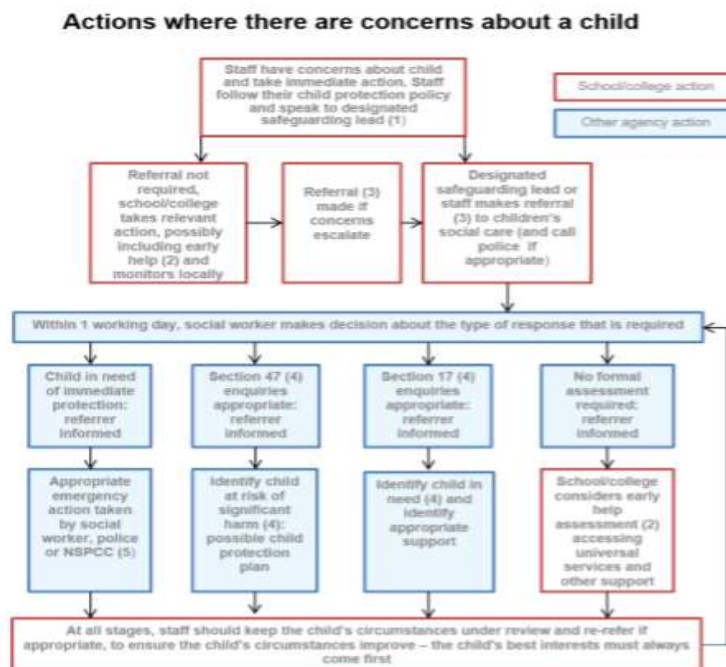 Actions where there are concerns about a child
Staff have concerns about child
and take immediate action. Staff
follow their child protection policy
and speak to designated
safeguarding lead (1)
School/college action
Other agency action
Referral not
required,
school/college
takes relevant
action, possibly
including early
help (2) and
monitors locally
Referral (3)
made if
concerns
escalate
Designated
safeguarding lead or
staff makes referral
(3) to children's
social care (and call
police if
appropriate)
Within 1 working day, social worker makes decision about the type of response that is required
Child in need
of immediate
protection:
referrer
informed
Section 47 (4)
enquiries
appropriate:
referrer
informed
Section 17 (4)
enquiries
appropriate:
referrer
informed
No formal
assessment
required:
referrer
informed
Appropriate
emergency
action taken
by social
worker, police
or NSPCC (5)
Identify child
at risk of
significant
harm (4):
possible child
protection
plan
Identify child in
need (4) and
identify
appropriate
support
School/college
considers early
help
assessment (2)
accessing
universal
services and
other support
At all stages, staff should keep the child's circumstances under review and re-refer if
appropriate, to ensure the child's circumstances improve – the child's best interests must always
come first